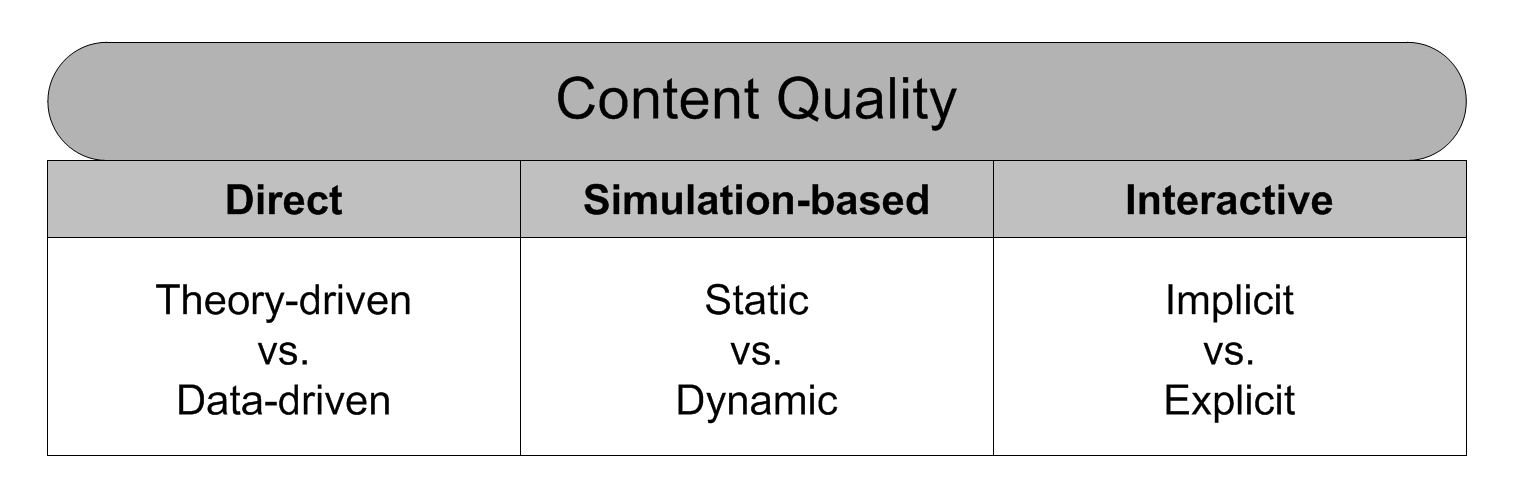 Content Quality
Direct
Simulation-based
Interactive
Theory-driven
vs.
Data-driven
Static
vs.
Dynamic
Implicit
vs.
Explicit